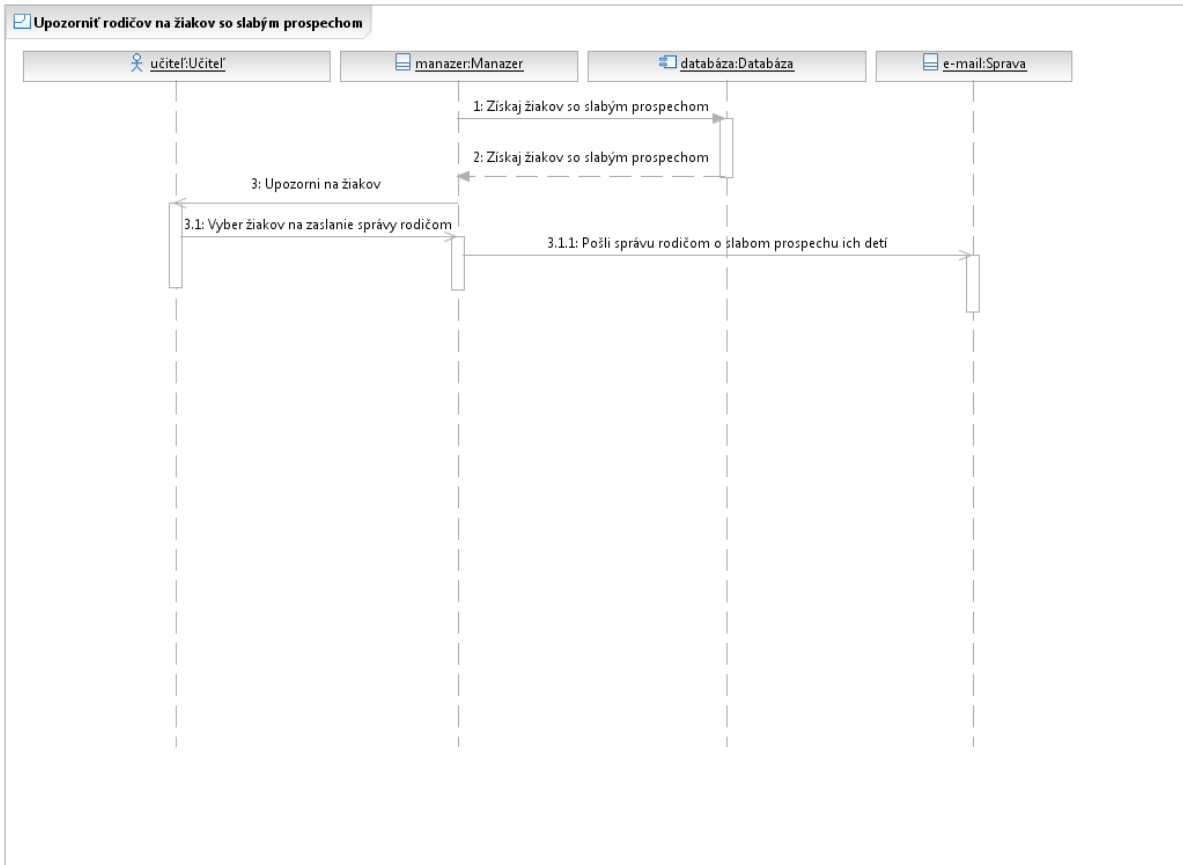 Upozorniť rodičov na žiakov so slabým prospechom
učiteľ:Učiteľ
manazer:Manazer
databáza:Databáza
e-mail:Sprava
1: Získaj žiakov so slabým prospechom
2: Získaj žiakov so slabým prospechom
3: Upozorni na žiakov
3.1: Vyber žiakov na zaslanie správy rodičom
3.1.1: Pošli správu rodičom o slabom prospechu ich detí